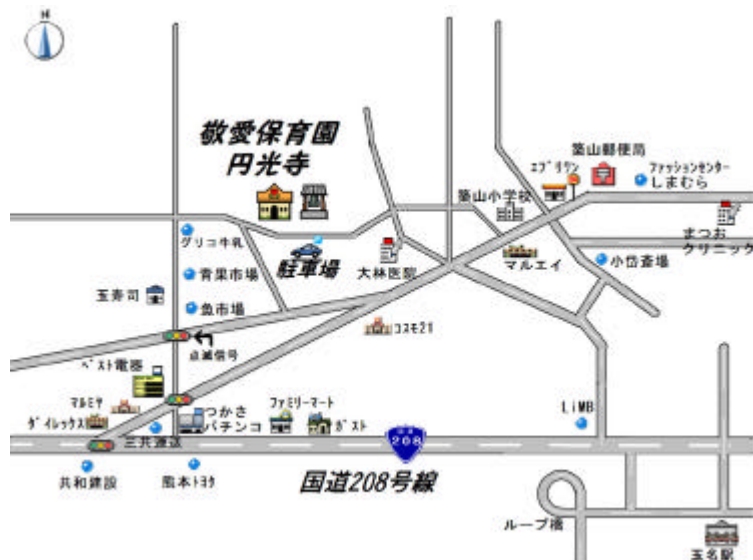 N
敬愛保育園
円光寺
築山郵便局
エブリワン
ファッションセンター
しまむら
築山小学校
まつお
クリニック
グリコ牛乳
駐車場
大林医院
マルエイ
小岱斎場
青果市場
玉寿司
魚市場
コスモ21
点滅信号
ベスト電器
マルミヤ
ダイレックス
つかさ
パチンコ
ファミリーマート
ガスト
LiMB
三共運送
国道
208
共和建設
熊本トヨタ
国道208号線
ループ橋
玉名駅